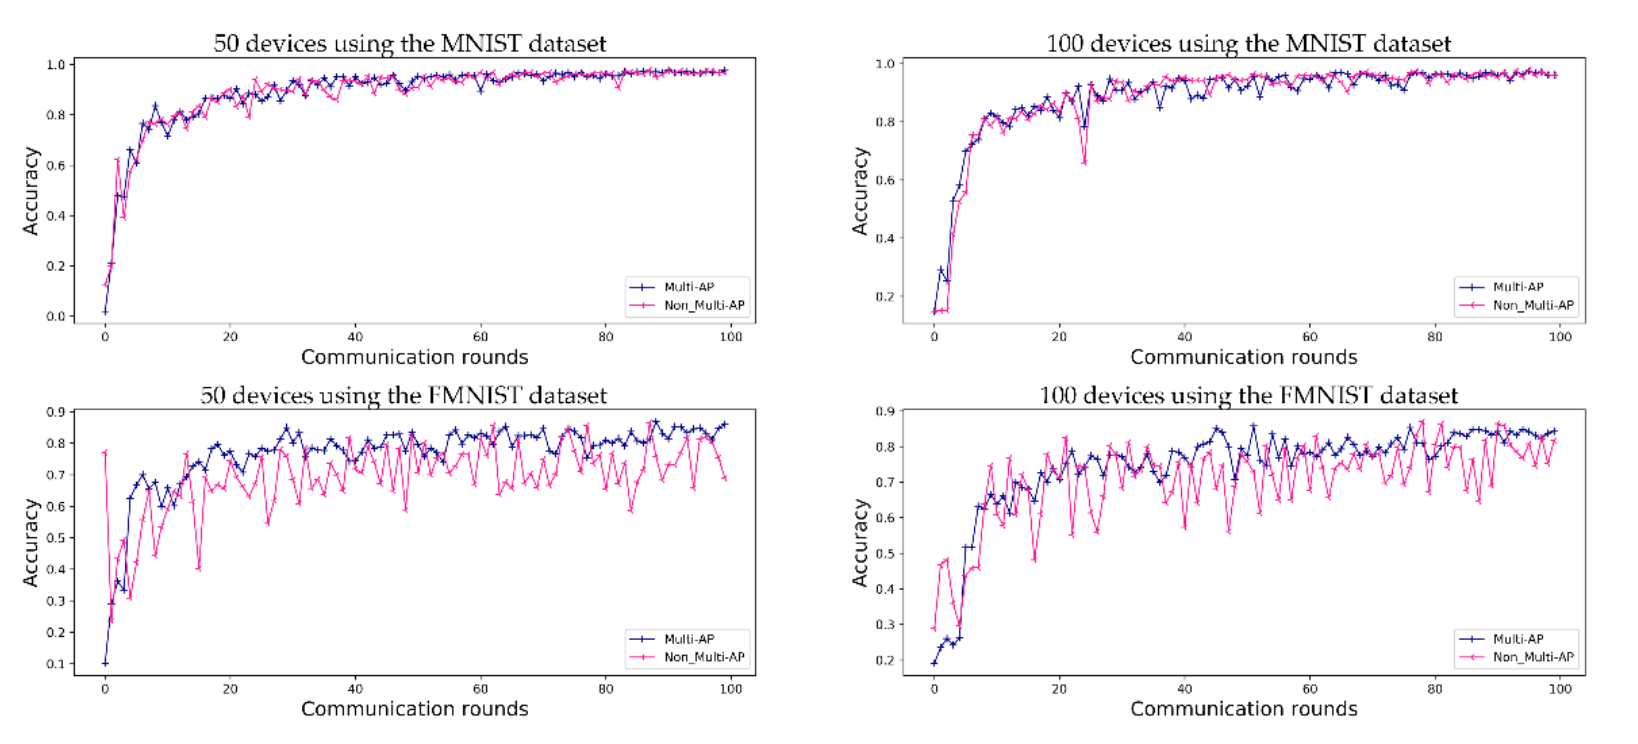 50 devices using the MNIST dataset
1.0
0.8
0.6
0.4
0.2
0.0
Accuracy
Multi-AP
Non_Multi-AP
0 20 40 60 80 100
Communication rounds
100 devices using the MNIST dataset
1.0
0.8
0.6
0.4
0.2
Accuracy
Multi-AP
Non_Multi-AP
0 20 40 60 80 100
Communication rounds
50 devices using the FMNIST dataset
0.9
0.8
0.7
0.6
0.5
0.4
0.3
0.2
0.1
Accuracy
Multi-AP
Non_Multi-AP
0 20 40 60 80 100
Communication rounds
100 devices using the FMNIST dataset
0.9
0.8
0.7
0.6
0.5
0.4
0.3
0.2
Accuracy
Multi-AP
Non_Multi-AP
0 20 40 60 80 100
Communication rounds